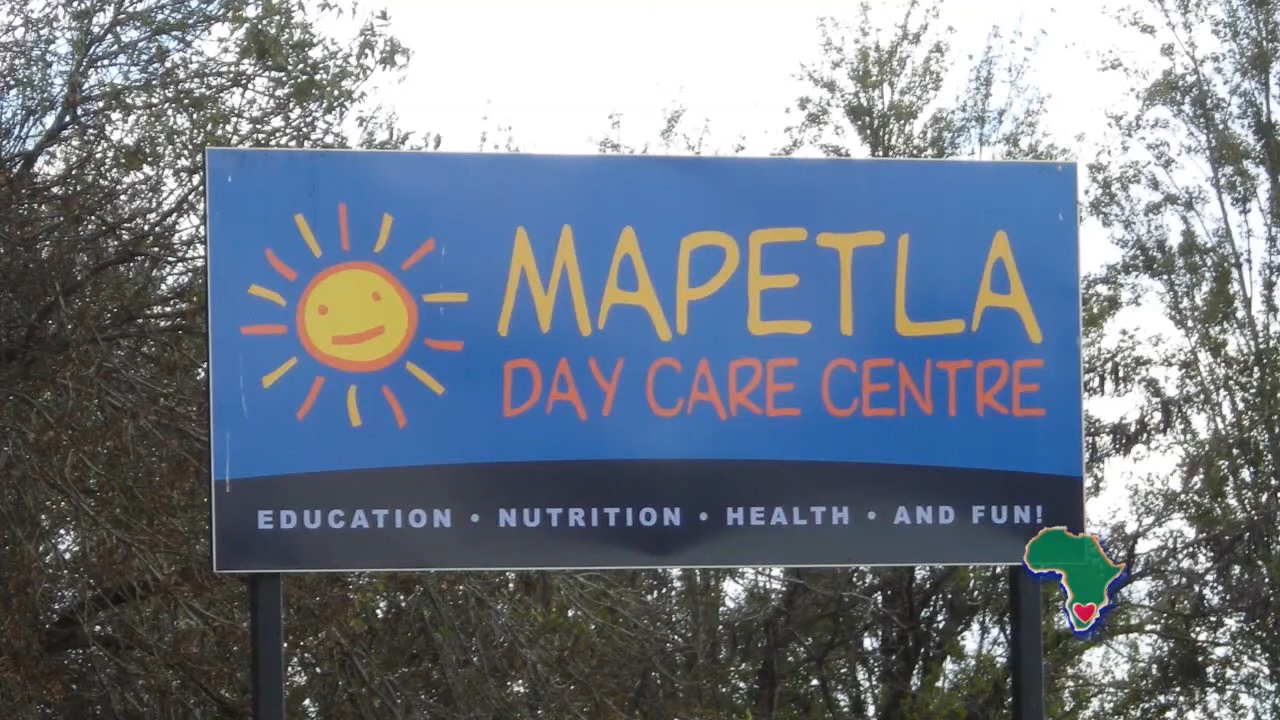 MAPETLA
DAY CARE CENTRE
EDUCATION • NUTRITION • HEALTH • AND FUN!